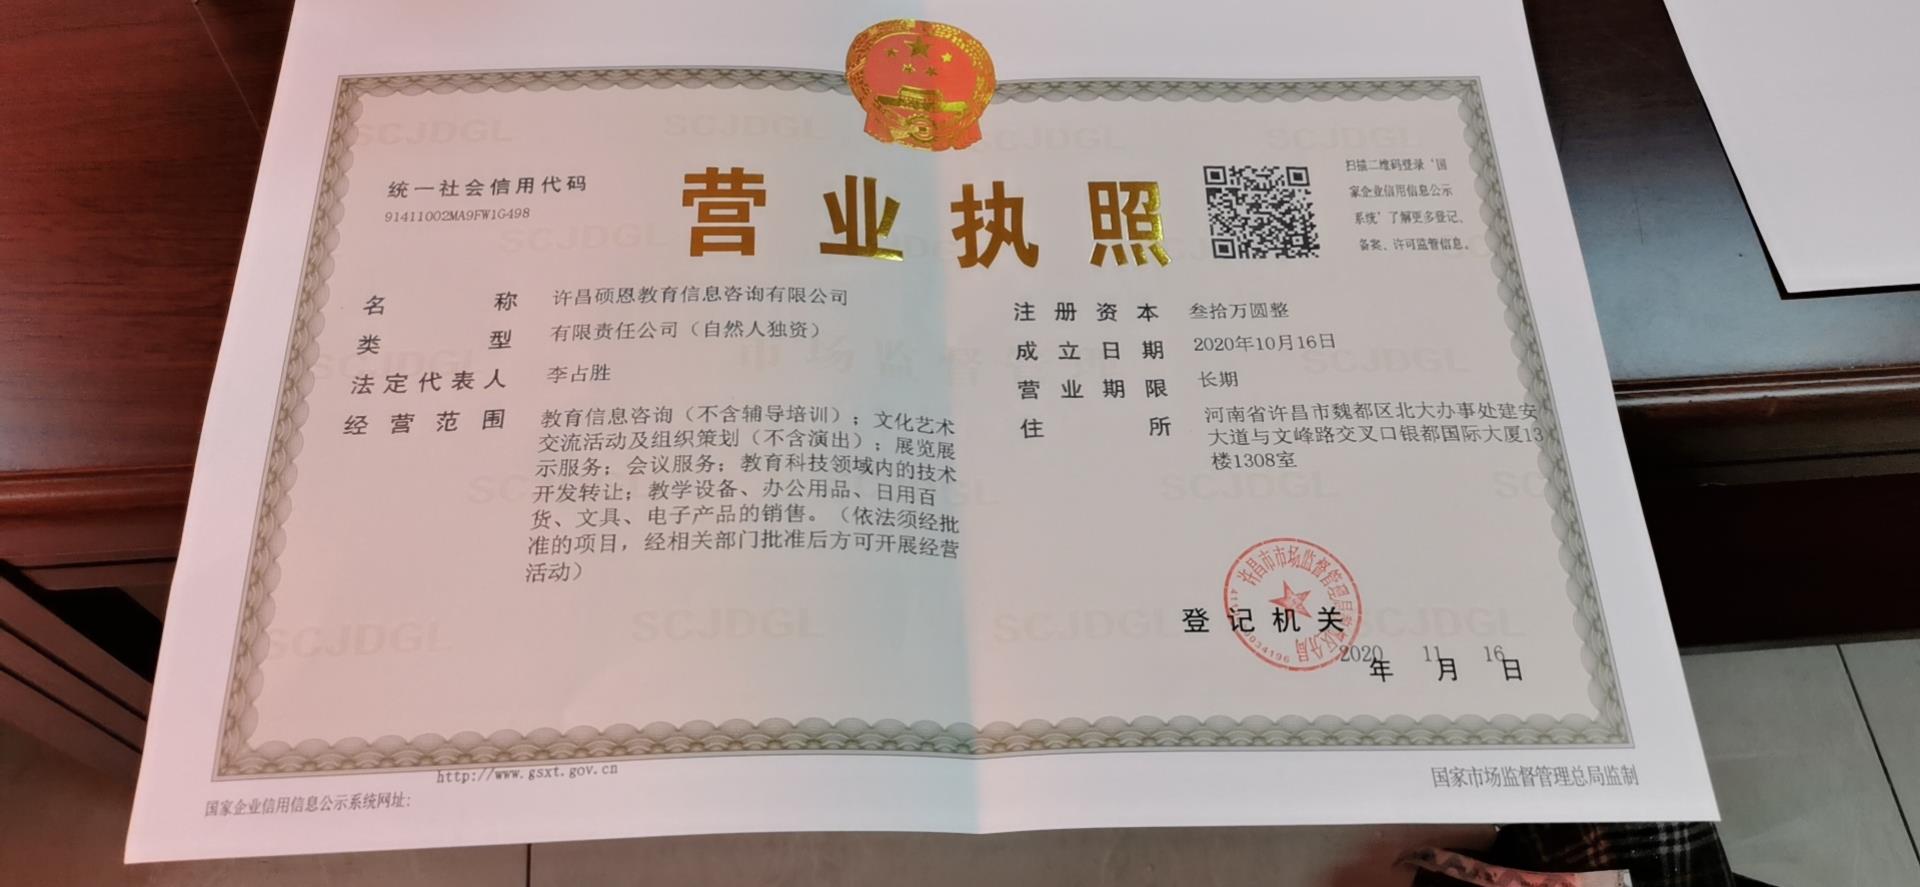 营业执照
统一社会信用代码
91411002MA9FW1G498
扫描二维码登录‘国
家企业信用信息公示
系统’了解更多登记、
备案、许可监管信息。
名称 许昌硕恩教育信息咨询有限公司
类型 有限责任公司（自然人独资）
法定代表人 李占胜
经营范围 教育信息咨询（不含辅导培训）；文化艺术
交流活动及组织策划（不含演出）；展览展
示服务；会议服务；教育科技领域内的技术
开发转让；教学设备、办公用品、日用百
货、文具、电子产品的销售。（依法须经批
准的项目，经相关部门批准后方可开展经营
活动）
注册资本 叁拾万圆整
成立日期 2020年10月16日
营业期限 长期
住所 河南省许昌市魏都区北大办事处建安
大道与文峰路交叉口银都国际大厦13
楼1308室
登记机关
2020年11月16日
http://www.gsxt.gov.cn
国家企业信用信息公示系统网址:
国家市场监督管理总局监制
SCJDGL
市场监督管理